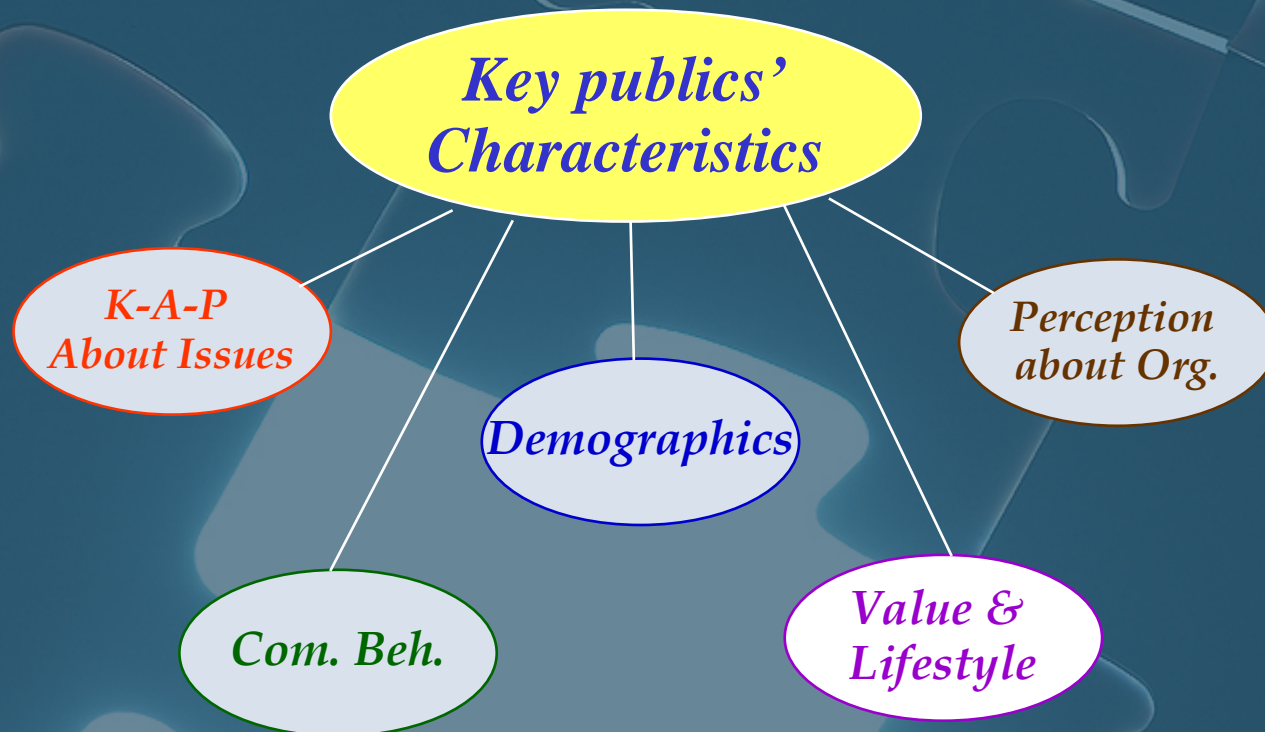 Key publics’
Characteristics
K-A-P
About Issues
Perception
about Org.
Demographics
Com. Beh.
Value &
Lifestyle